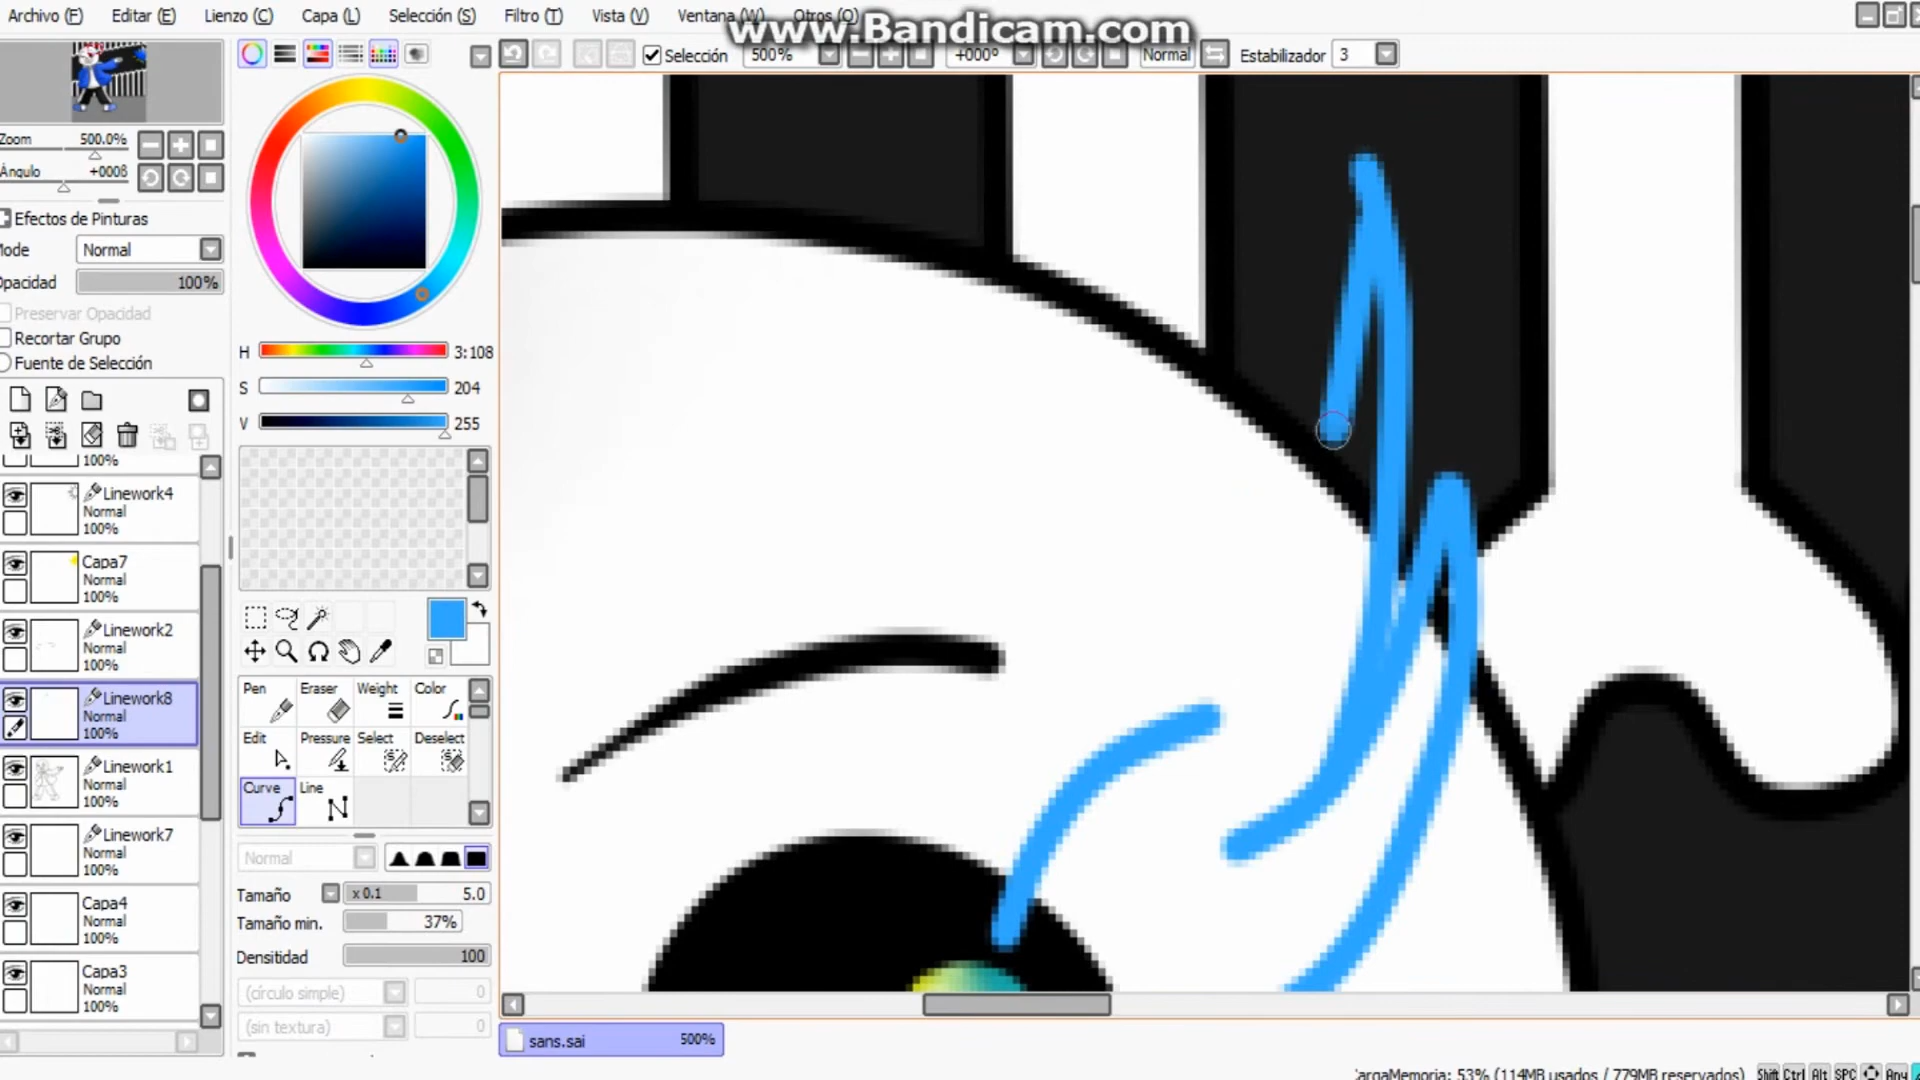 Archivo (F) Editar (E) Lienzo (C) Capa (L) Selección (S) Filtro (T) Vista (V) Ventana (W) Otros (O)
www.Bandicam.com
Selección 500% +000° Normal Estabilizador 3
Zoom 500.0%
Ángulo +000ß
Efectos de Pinturas
Mode Normal
Opacidad 100%
Preservar Opacidad
Recortar Grupo
Fuente de Selección
H 3:108
S 204
V 255
100%
Linework4
Normal
100%
Capa7
Normal
100%
Linework2
Normal
100%
Linework8
Normal
100%
Linework1
Normal
100%
Linework7
Normal
100%
Capa4
Normal
100%
Capa3
Normal
100%
Pen Eraser Weight Color
Edit Pressure Select Deselect
Curve Line
Normal
Tamaño x 0.1 5.0
Tamaño min. 37%
Densitidad 100
(círculo simple) 0
(sin textura) 0
sans.sai 500%
argaMemoria: 53% (114MB usados / 779MB reservados) Shift Ctrl Alt SPC Any